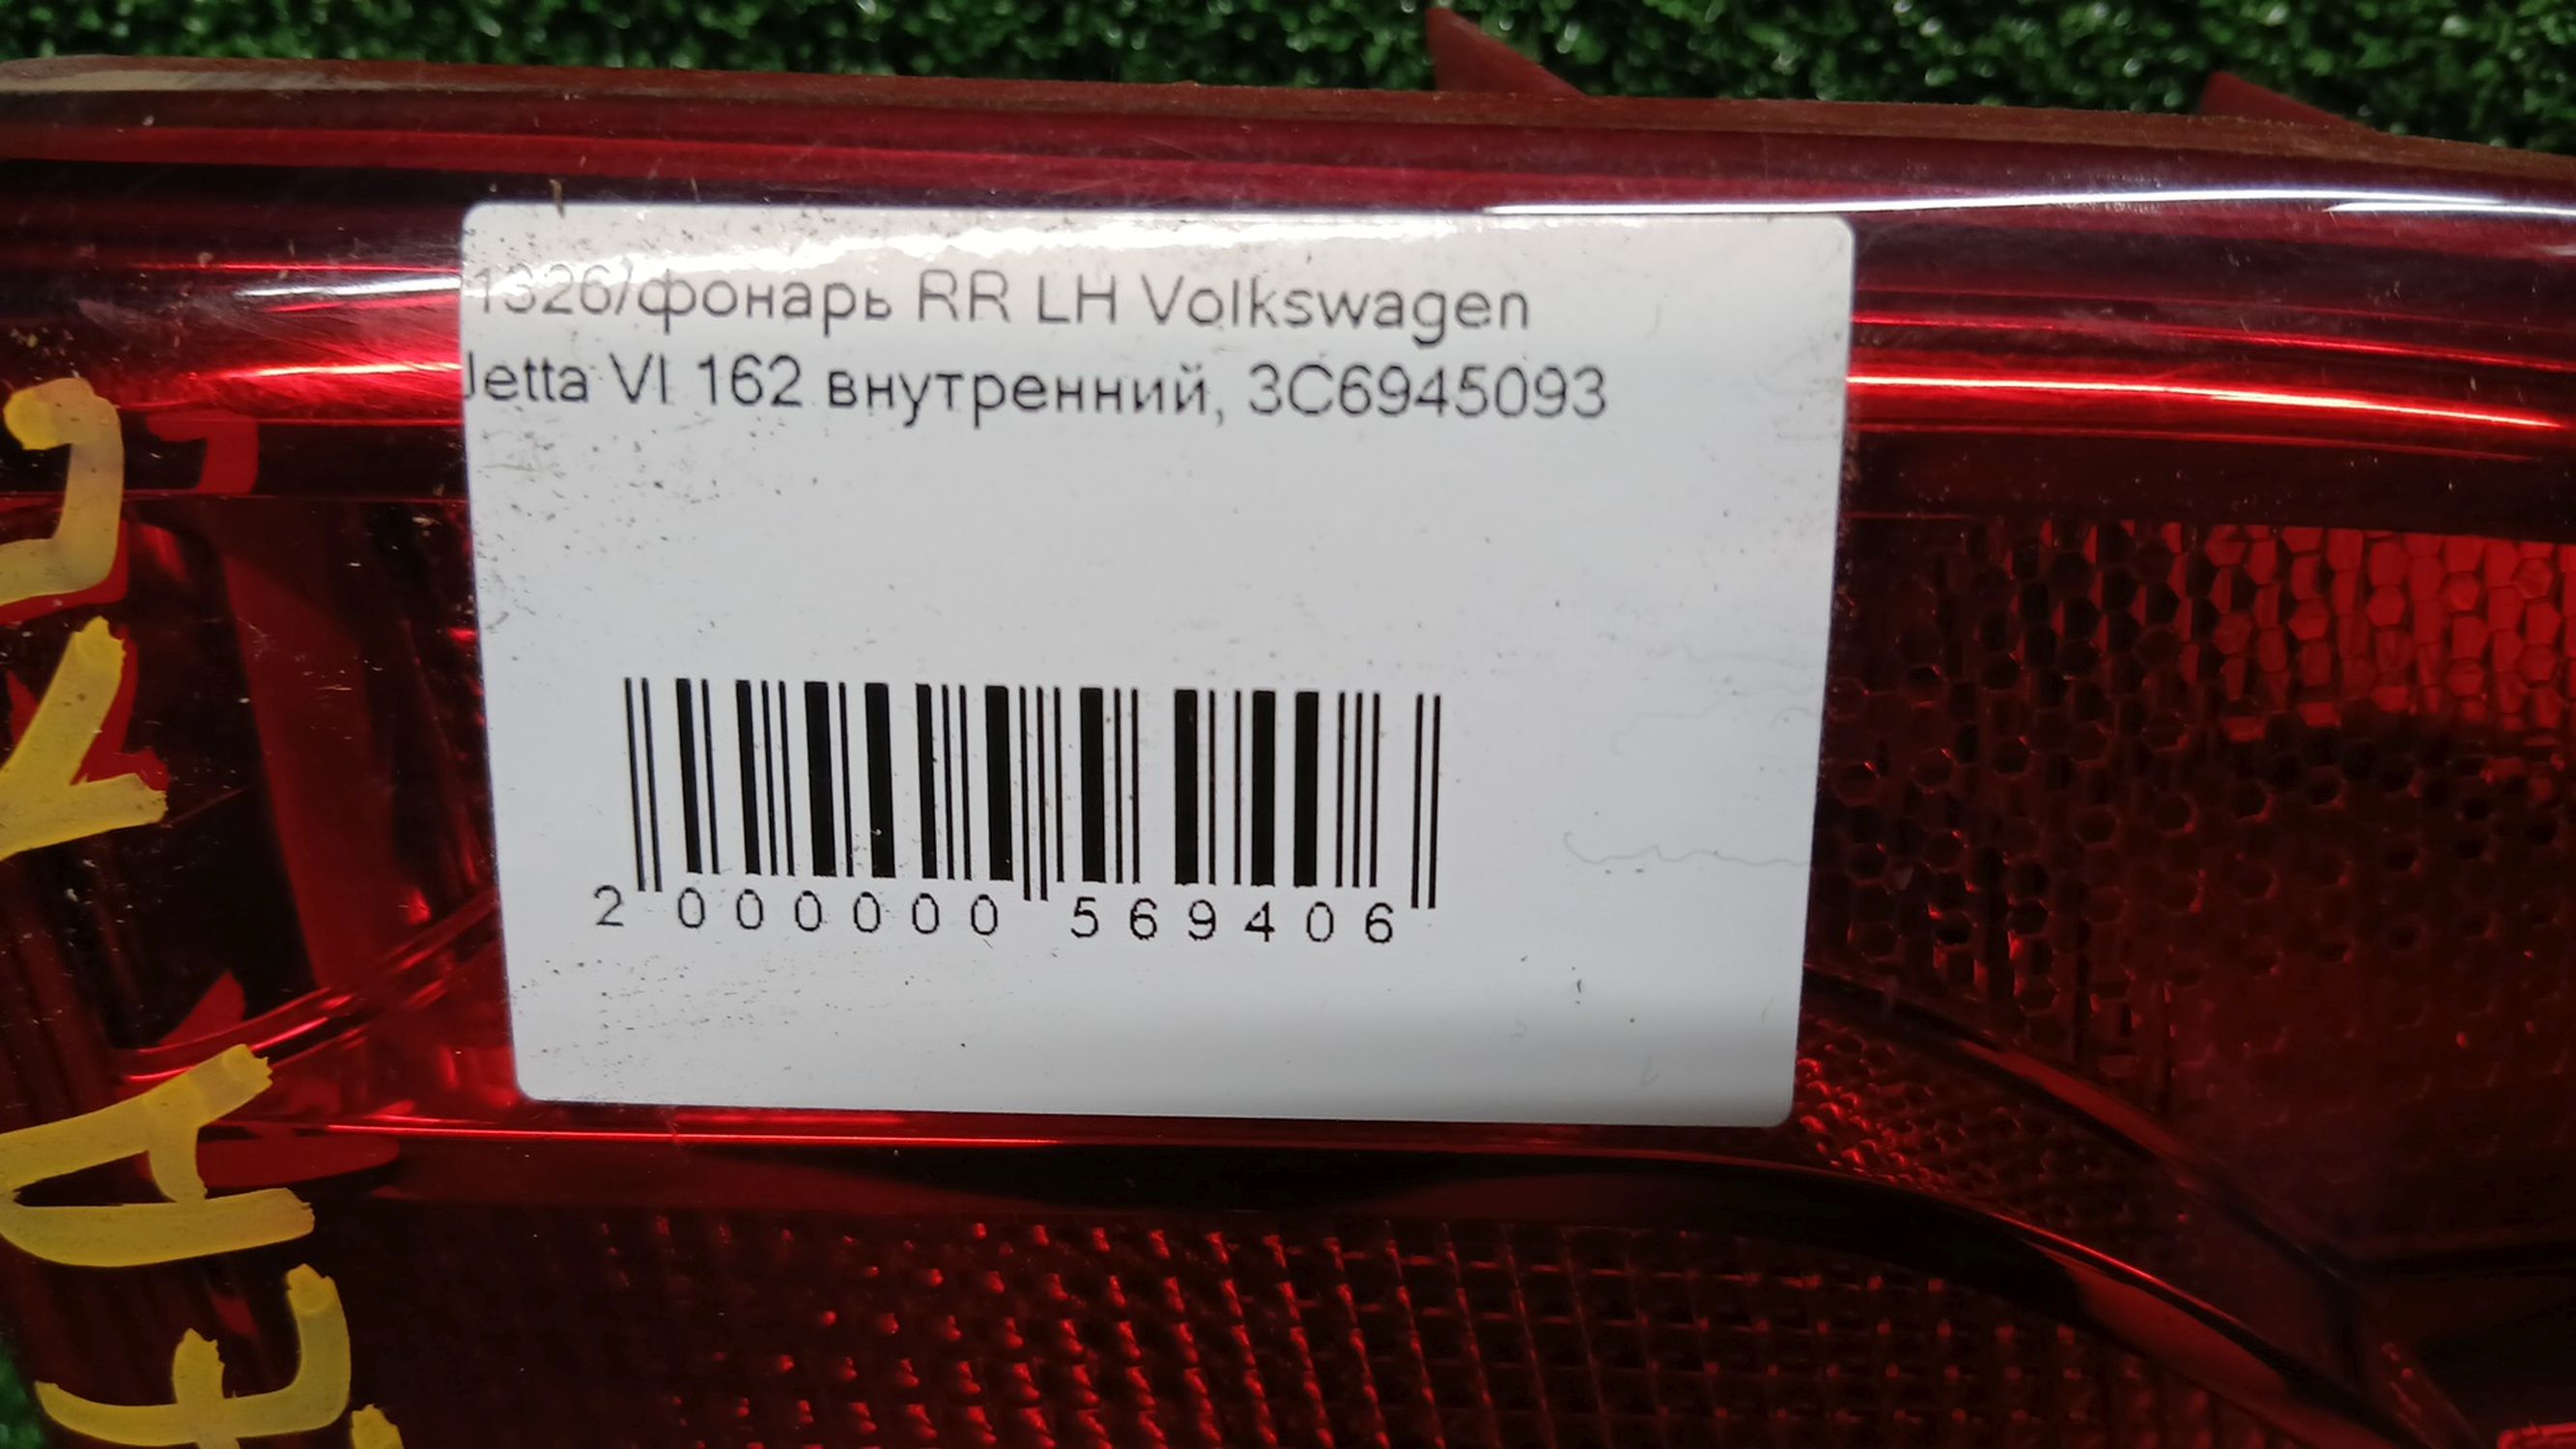 1326/фонарь RR LH Volkswagen
Jetta VI 162 внутренний, 3C6945093
2 000000 569406